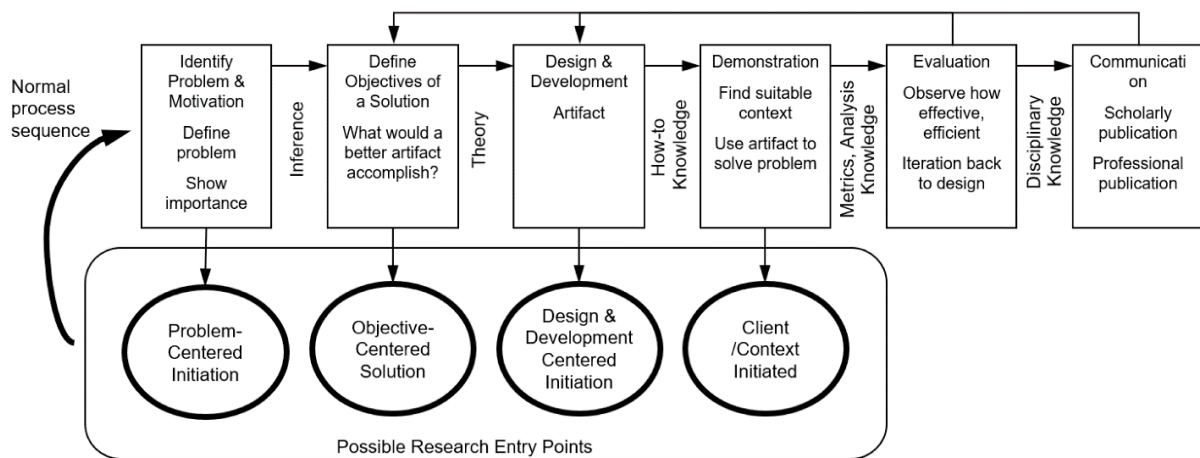 Normal
process
sequence
Identify
Problem &
Motivation
Define
problem
Show
importance
Inference
Define
Objectives of
a Solution
What would a
better artifact
accomplish?
Theory
Design &
Development
Artifact
How-to
Knowledge
Demonstration
Find suitable
context
Use artifact to
solve problem
Metrics, Analysis
Knowledge
Evaluation
Observe how
effective,
efficient
Iteration back
to design
Disciplinary
Knowledge
Communicati
on
Scholarly
publication
Professional
publication
Problem-
Centered
Initiation
Objective-
Centered
Solution
Design &
Development
Centered
Initiation
Client
/Context
Initiated
Possible Research Entry Points